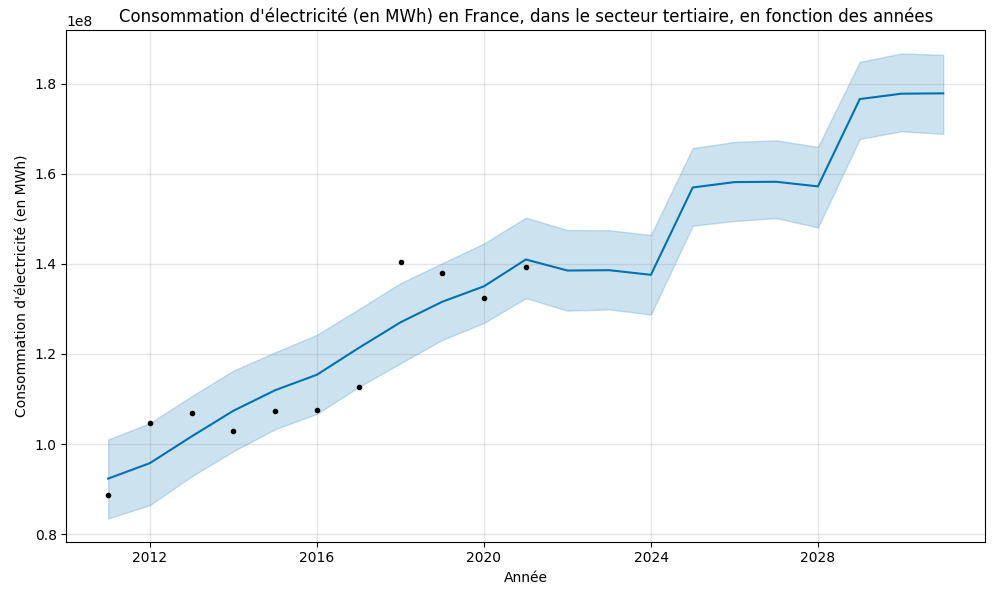 Consommation d'électricité (en MWh) en France, dans le secteur tertiaire, en fonction des années
1e8
1.8
1.6
1.4
1.2
1.0
0.8
Consommation d'électricité (en MWh)
2012 2016 2020 2024 2028
Année